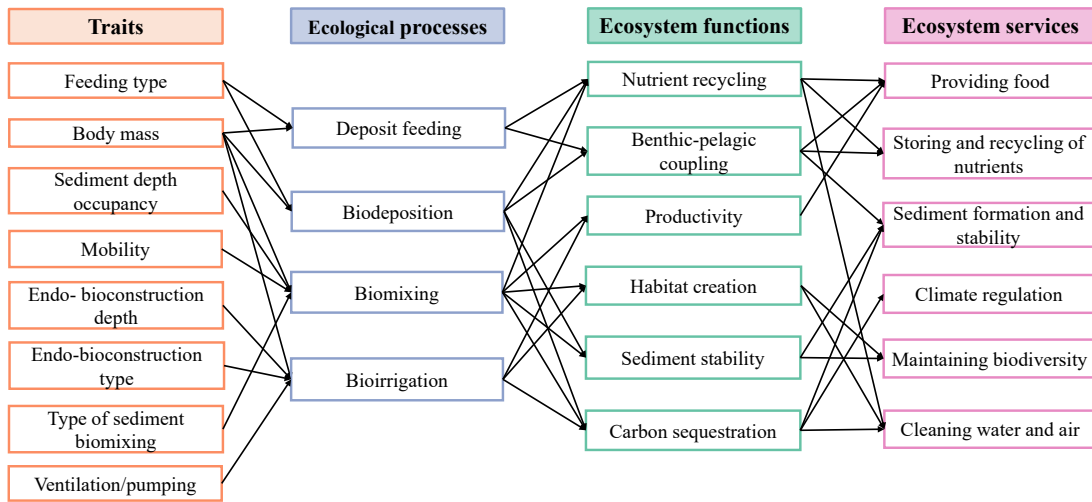 Traits
Feeding type
Body mass
Sediment depth
occupancy
Mobility
Endo- bioconstruction
depth
Endo-bioconstruction
type
Type of sediment
biomixing
Ventilation/pumping
Ecological processes
Deposit feeding
Biodeposition
Biomixing
Bioirrigation
Ecosystem functions
Nutrient recycling
Benthic-pelagic
coupling
Productivity
Habitat creation
Sediment stability
Carbon sequestration
Ecosystem services
Providing food
Storing and recycling of
nutrients
Sediment formation and
stability
Climate regulation
Maintaining biodiversity
Cleaning water and air